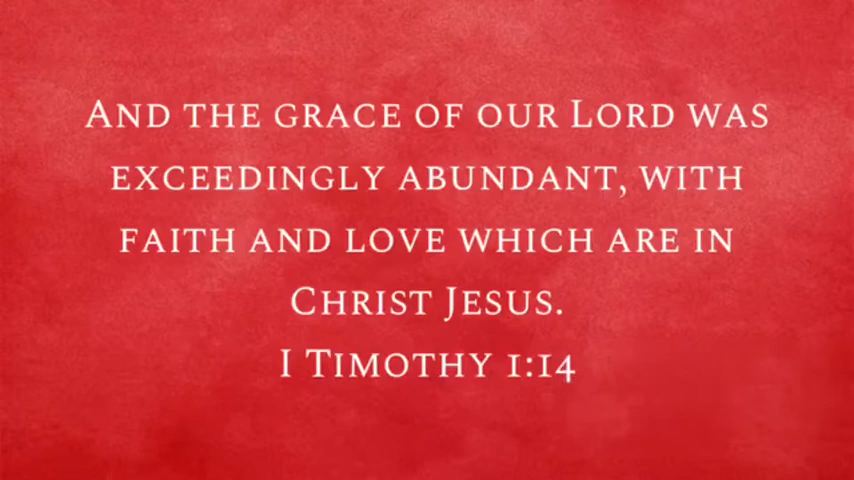 And the grace of our Lord was
exceedingly abundant, with
faith and love which are in
Christ Jesus.
I Timothy 1:14